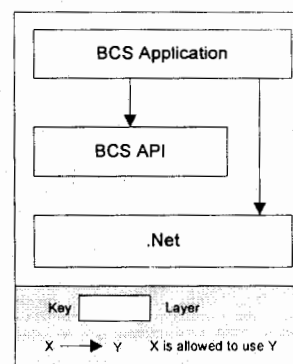 BCS Application
BCS API
.Net
Key Layer
X Y X is allowed to use Y